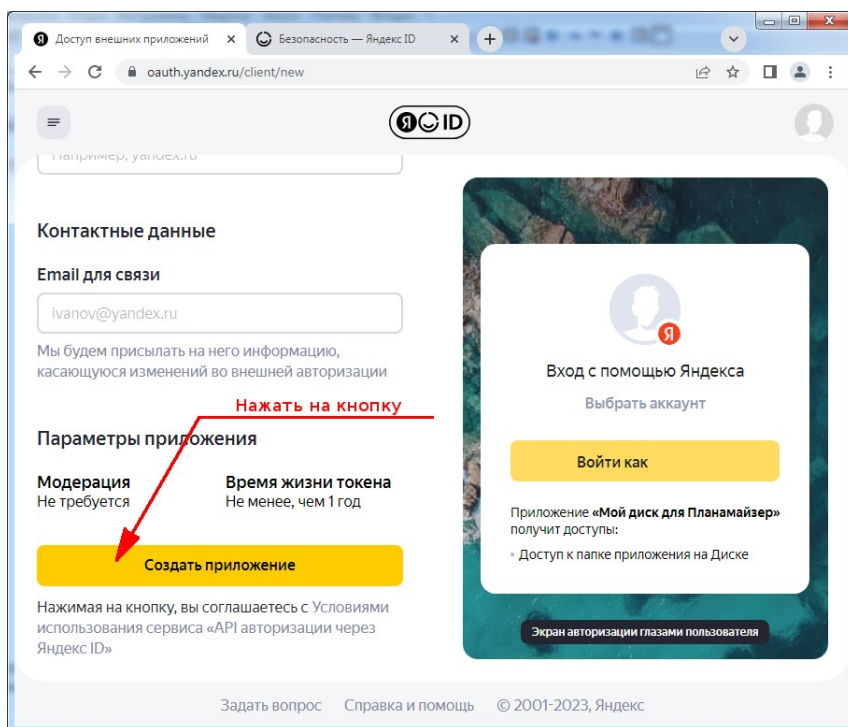 Доступ внешних приложений
Безопасность — Яндекс ID
oauth.yandex.ru/client/new
Я ID
Например, yandex.ru
Контактные данные
Email для связи
ivanov@yandex.ru
Мы будем присылать на него информацию,
касающуюся изменений во внешней авторизации
Нажать на кнопку
Параметры приложения
Модерация
Не требуется
Время жизни токена
Не менее, чем 1 год
Создать приложение
Нажимая на кнопку, вы соглашаетесь с Условиями
использования сервиса «API авторизации через
Яндекс ID»
Я
Вход с помощью Яндекса
Выбрать аккаунт
Войти как
Приложение «Мой диск для Планамайзер»
получит доступы:
• Доступ к папке приложения на Диске
Экран авторизации глазами пользователя
Задать вопрос Справка и помощь © 2001-2023, Яндекс